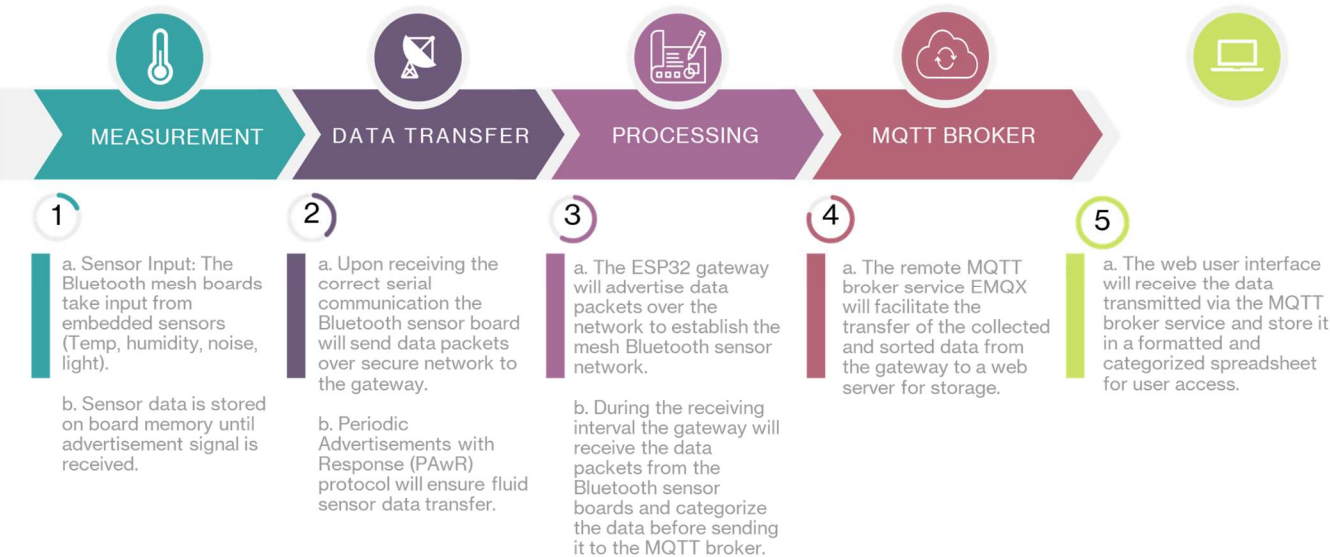 MEASUREMENT
DATA TRANSFER
PROCESSING
MQTT BROKER
1
a. Sensor Input: The
Bluetooth mesh boards
take input from
embedded sensors
(Temp, humidity, noise,
light).
b. Sensor data is stored
on board memory until
advertisement signal is
received.
2
a. Upon receiving the
correct serial
communication the
Bluetooth sensor board
will send data packets
over secure network to
the gateway.
b. Periodic
Advertisements with
Response (PAwR)
protocol will ensure fluid
sensor data transfer.
3
a. The ESP32 gateway
will advertise data
packets over the
network to establish the
mesh Bluetooth sensor
network.
b. During the receiving
interval the gateway will
receive the data
packets from the
Bluetooth sensor
boards and categorize
the data before sending
it to the MQTT broker.
4
a. The remote MQTT
broker service EMQX
will facilitate the
transfer of the collected
and sorted data from
the gateway to a web
server for storage.
5
a. The web user interface
will receive the data
transmitted via the MQTT
broker service and store it
in a formatted and
categorized spreadsheet
for user access.